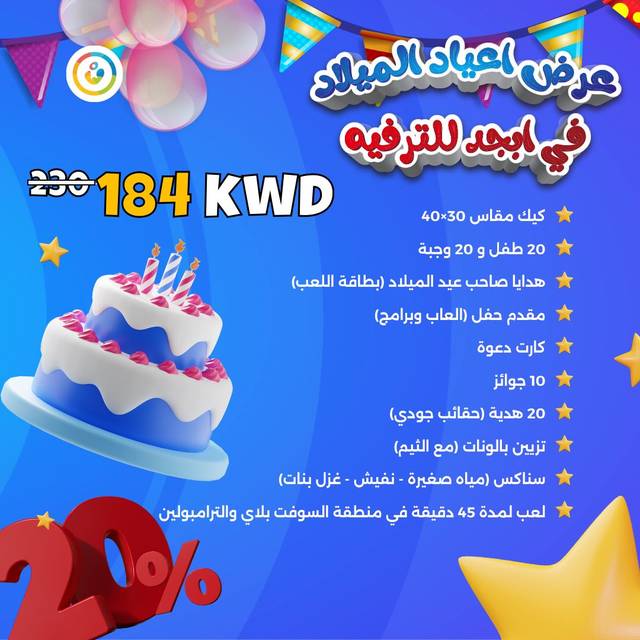 عرض اعياد الميلاد
في ابجد للترفيه
230 184 KWD
كيك مقاس 30×40
20 طفل و 20 وجبة
هدايا صاحب عيد الميلاد (بطاقة اللعب)
مقدم حفل (العاب وبرامج)
كارت دعوة
10 جوائز
20 هدية (حقائب جودي)
تزيين بالونات (مع الثيم)
سناكس (مياه صغيرة - نفيش - غزل بنات)
لعب لمدة 45 دقيقة في منطقة السوفت بلاي والترامبولين
20%